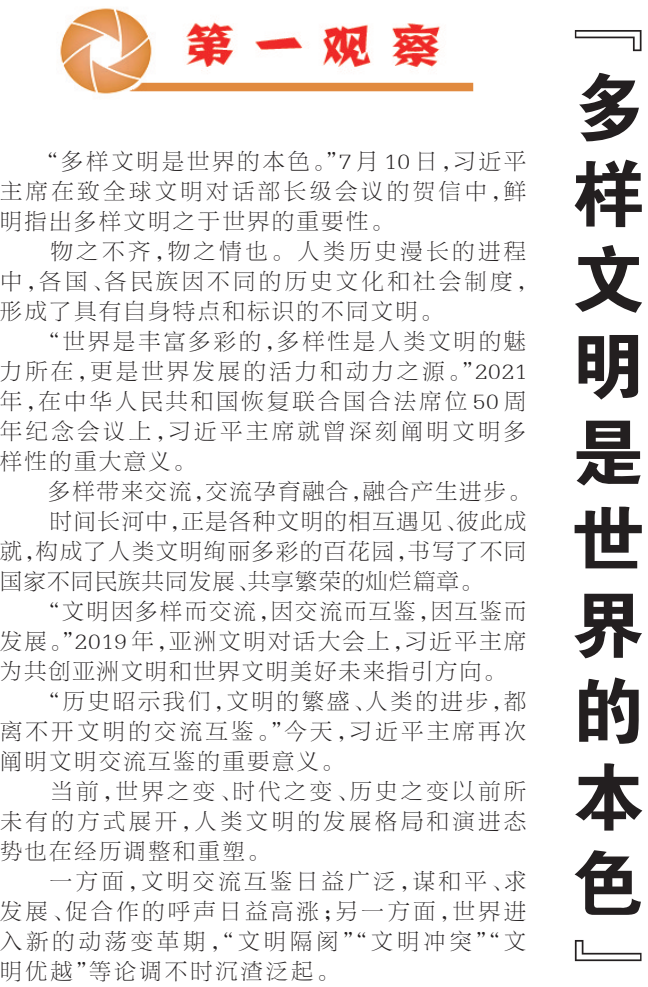 第一观察
『多样文明是世界的本色』
“多样文明是世界的本色。”7月10日,习近平
主席在致全球文明对话部长级会议的贺信中,鲜
明指出多样文明之于世界的重要性。
物之不齐,物之情也。人类历史漫长的进程
中,各国、各民族因不同的历史文化和社会制度,
形成了具有自身特点和标识的不同文明。
“世界是丰富多彩的,多样性是人类文明的魅
力所在,更是世界发展的活力和动力之源。”2021
年,在中华人民共和国恢复联合国合法席位50周
年纪念会议上,习近平主席就曾深刻阐明文明多
样性的重大意义。
多样带来交流,交流孕育融合,融合产生进步。
时间长河中,正是各种文明的相互遇见、彼此成
就,构成了人类文明绚丽多彩的百花园,书写了不同
国家不同民族共同发展、共享繁荣的灿烂篇章。
“文明因多样而交流,因交流而互鉴,因互鉴而
发展。”2019年,亚洲文明对话大会上,习近平主席
为共创亚洲文明和世界文明美好未来指引方向。
“历史昭示我们,文明的繁盛、人类的进步,都
离不开文明的交流互鉴。”今天,习近平主席再次
阐明文明交流互鉴的重要意义。
当前,世界之变、时代之变、历史之变以前所
未有的方式展开,人类文明的发展格局和演进态
势也在经历调整和重塑。
一方面,文明交流互鉴日益广泛,谋和平、求
发展、促合作的呼声日益高涨;另一方面,世界进
入新的动荡变革期,“文明隔阂”“文明冲突”“文
明优越”等论调不时沉渣泛起。